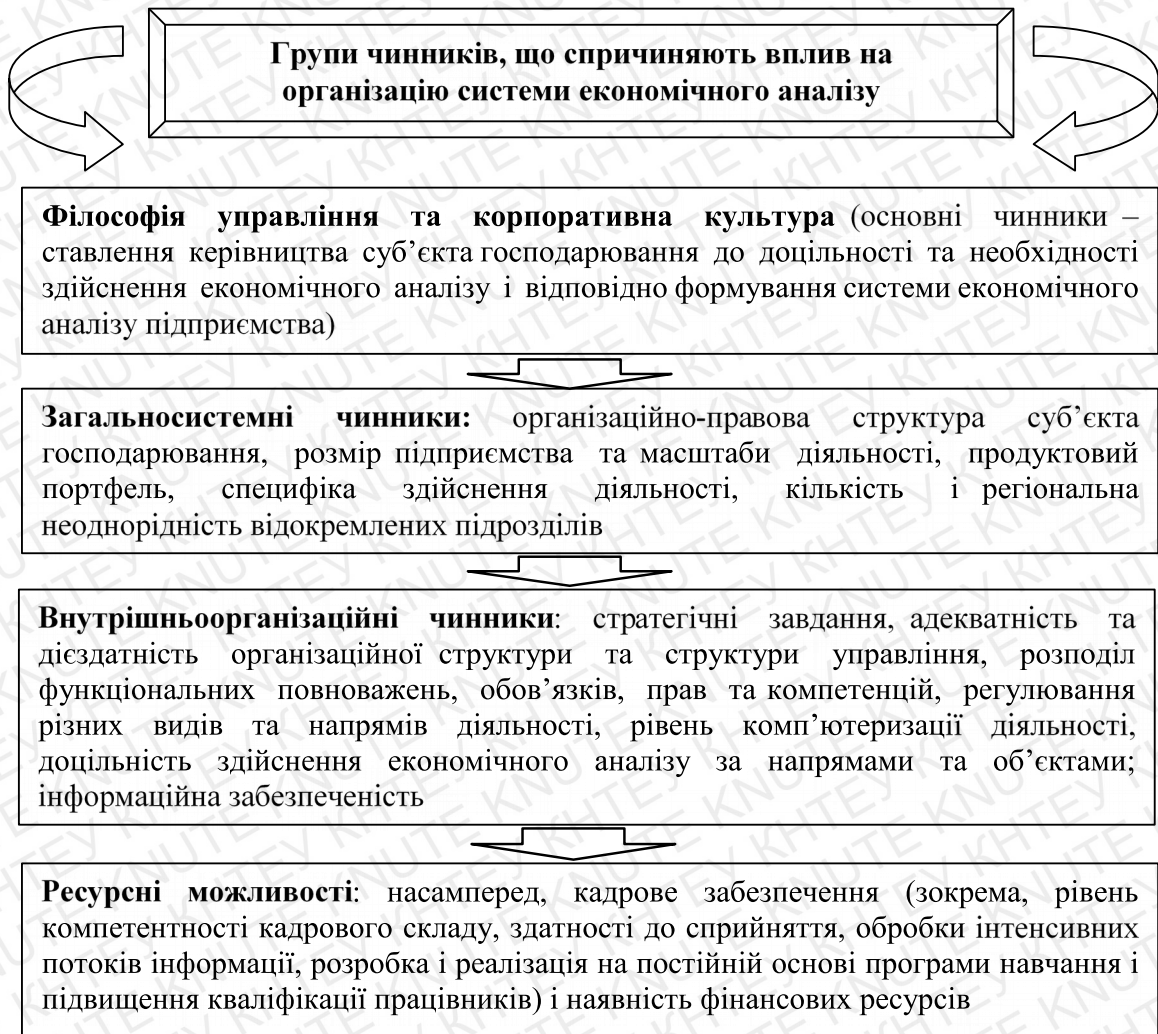 Групи чинників, що спричиняють вплив на
організацію системи економічного аналізу
Філософія управління та корпоративна культура (основні чинники –
ставлення керівництва суб’єкта господарювання до доцільності та необхідності
здійснення економічного аналізу і відповідно формування системи економічного
аналізу підприємства)
Загальносистемні чинники: організаційно-правова структура суб’єкта
господарювання, розмір підприємства та масштаби діяльності, продуктовий
портфель, специфіка здійснення діяльності, кількість і регіональна
неоднорідність відокремлених підрозділів
Внутрішньоорганізаційні чинники: стратегічні завдання, адекватність та
дієздатність організаційної структури та структури управління, розподіл
функціональних повноважень, обов’язків, прав та компетенцій, регулювання
різних видів та напрямів діяльності, рівень комп’ютеризації діяльності,
доцільність здійснення економічного аналізу за напрямами та об’єктами;
інформаційна забезпеченість
Ресурсні можливості: насамперед, кадрове забезпечення (зокрема, рівень
компетентності кадрового складу, здатності до сприйняття, обробки інтенсивних
потоків інформації, розробка і реалізація на постійній основі програми навчання і
підвищення кваліфікації працівників) і наявність фінансових ресурсів